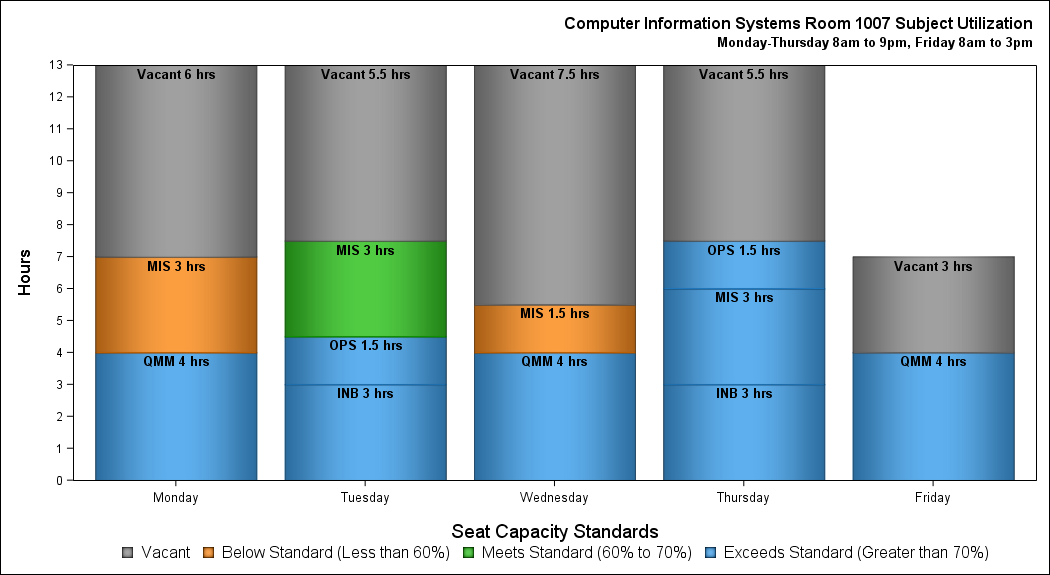 Computer Information Systems Room 1007 Subject Utilization
Monday-Thursday 8am to 9pm, Friday 8am to 3pm
Hours
13
12
11
10
9
8
7
6
5
4
3
2
1
0
Vacant 6 hrs
MIS 3 hrs
QMM 4 hrs
Vacant 5.5 hrs
MIS 3 hrs
OPS 1.5 hrs
INB 3 hrs
Vacant 7.5 hrs
MIS 1.5 hrs
QMM 4 hrs
Vacant 5.5 hrs
OPS 1.5 hrs
MIS 3 hrs
INB 3 hrs
Vacant 3 hrs
QMM 4 hrs
Monday Tuesday Wednesday Thursday Friday
Seat Capacity Standards
Vacant Below Standard (Less than 60%) Meets Standard (60% to 70%) Exceeds Standard (Greater than 70%)